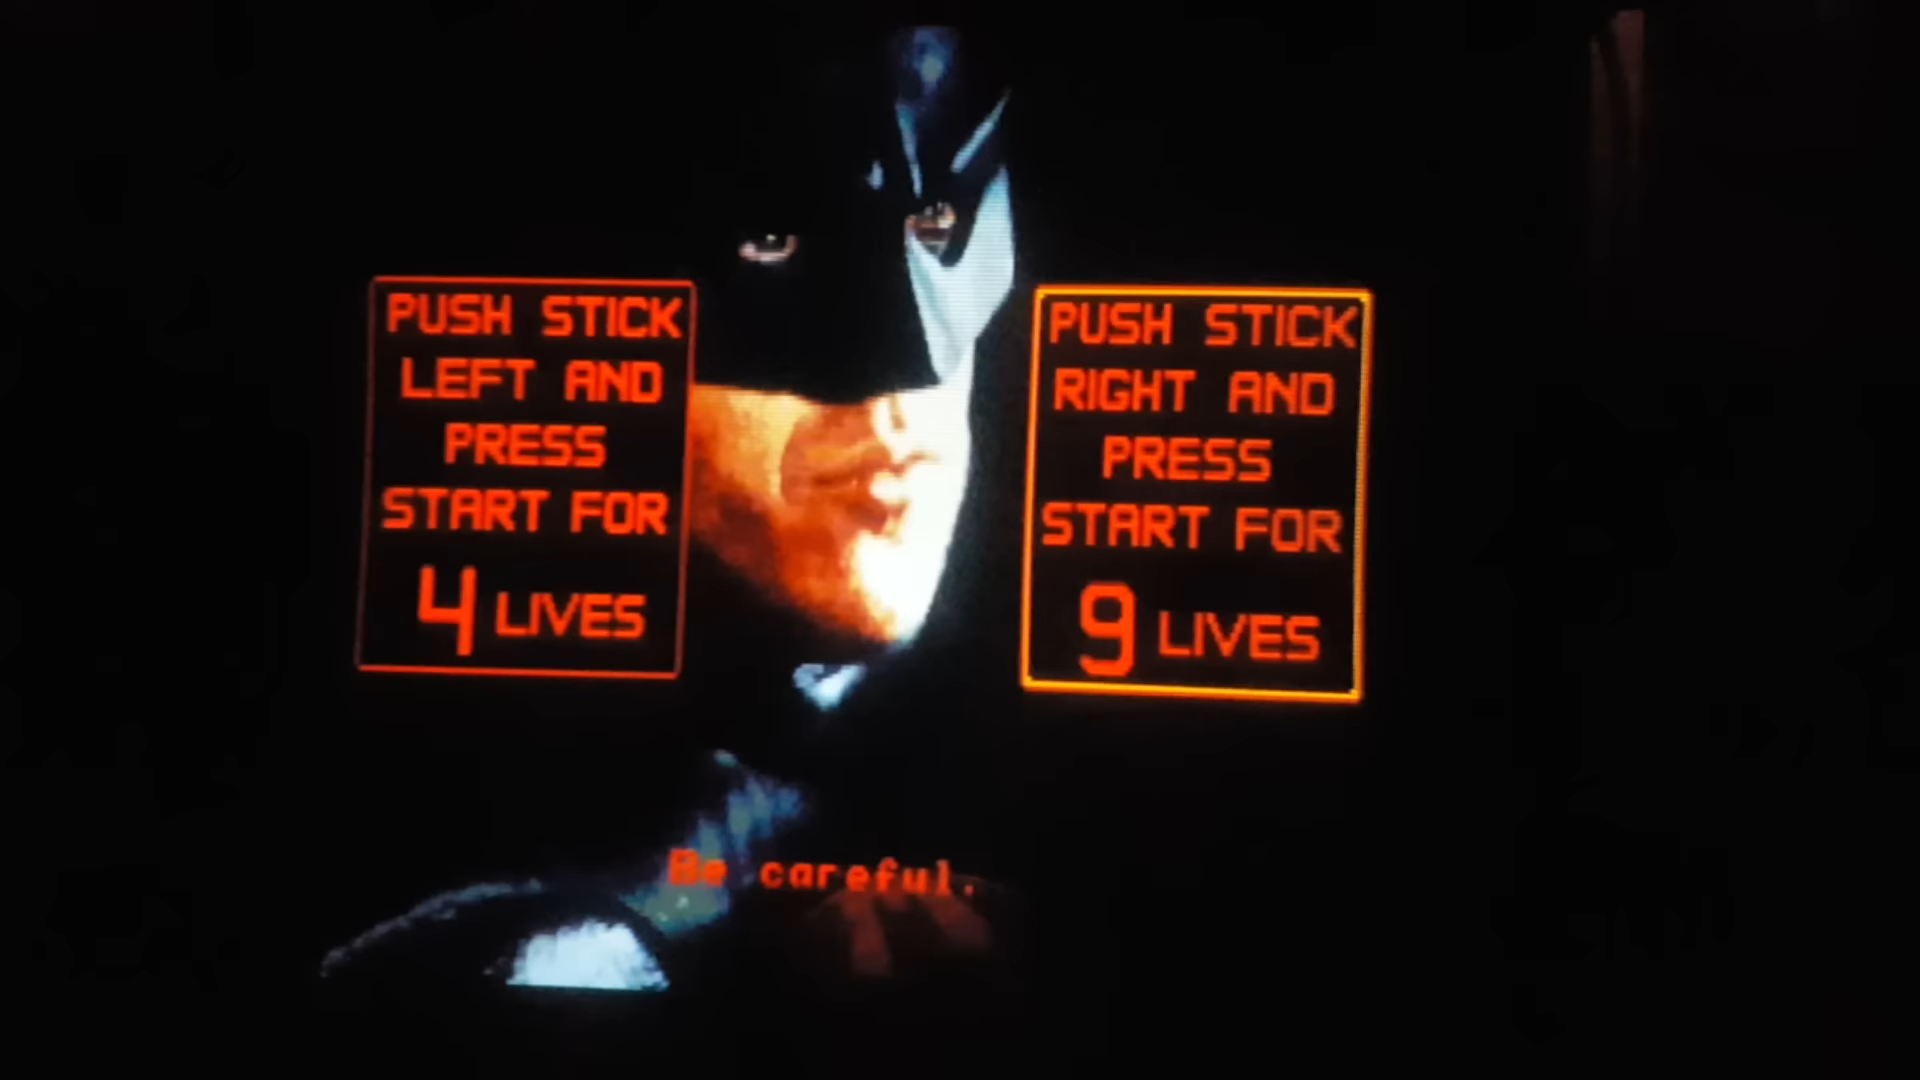 PUSH STICK
LEFT AND
PRESS
START FOR
4 LIVES
PUSH STICK
RIGHT AND
PRESS
START FOR
9 LIVES
Be careful.